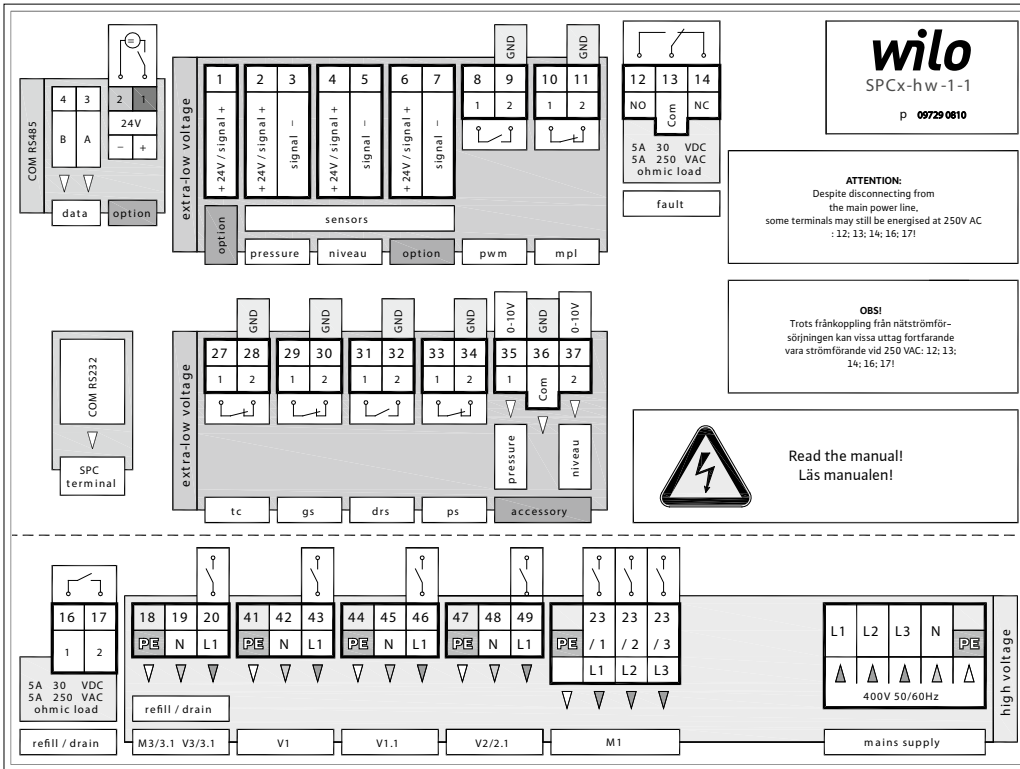 wilo
SPCx-hw-1-1
p 09729 0810
COM RS485
4 3
B A
data
2 1
24V
− +
option
extra-low voltage
1 2 3 4 5 6 7
+ 24V / signal +
+ 24V / signal +
signal −
+ 24V / signal +
signal −
+ 24V / signal +
signal −
GND GND
8 9 10 11
1 2 1 2
option
sensors
pressure niveau option pwm mpl
12 13 14
NO Com NC
5A 30 VDC
5A 250 VAC
ohmic load
fault
ATTENTION:
Despite disconnecting from
the main power line,
some terminals may still be energised at 250V AC
: 12; 13; 14; 16; 17!
COM RS232
SPC
terminal
extra-low voltage
GND GND GND GND 0-10V GND 0-10V
27 28 29 30 31 32 33 34 35 36 37
1 2 1 2 1 2 1 2 1 Com 2
pressure niveau
tc gs drs ps accessory
OBS!
Trots frånkoppling från nätströmför-
sörjningen kan vissa uttag fortfarande
vara strömförande vid 250 VAC: 12; 13;
14; 16; 17!
Read the manual!
Läs manualen!
16 17
1 2
5A 30 VDC
5A 250 VAC
ohmic load
refill / drain
18 19 20
PE N L1
refill / drain
M3/3.1 V3/3.1
41 42 43
PE N L1
V1
44 45 46
PE N L1
V1.1
47 48 49
PE N L1
V2/2.1
23 23 23
PE / 1 / 2 / 3
L1 L2 L3
M1
L1 L2 L3 N PE
400V 50/60Hz
mains supply
high voltage